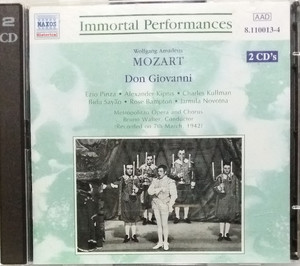 2 CD
NAXOS
Historical
Immortal Performances
AAD
8.110013-4
Wolfgang Amadeus
MOZART
2 CD's
Don Giovanni
Ezio Pinza • Alexander Kipnis • Charles Kullman
Bidu Sayão • Rose Bampton • Jarmila Novotna
Metropolitan Opera and Chorus
Bruno Walter, Conductor
(Recorded on 7th March, 1942)